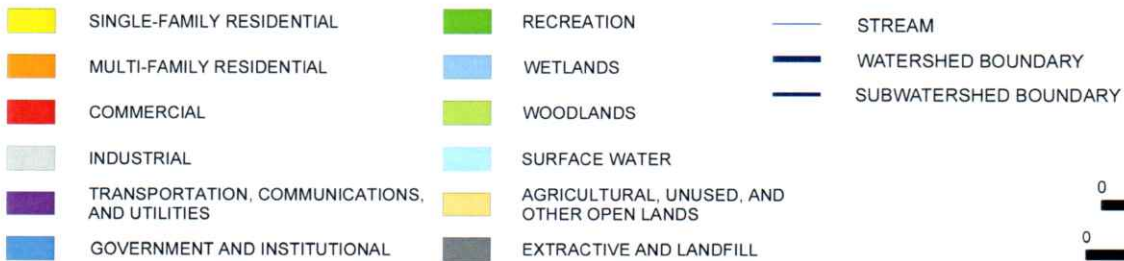 SINGLE-FAMILY RESIDENTIAL
MULTI-FAMILY RESIDENTIAL
COMMERCIAL
INDUSTRIAL
TRANSPORTATION, COMMUNICATIONS,
AND UTILITIES
GOVERNMENT AND INSTITUTIONAL
RECREATION
WETLANDS
WOODLANDS
SURFACE WATER
AGRICULTURAL, UNUSED, AND
OTHER OPEN LANDS
EXTRACTIVE AND LANDFILL
STREAM
WATERSHED BOUNDARY
SUBWATERSHED BOUNDARY
0
0